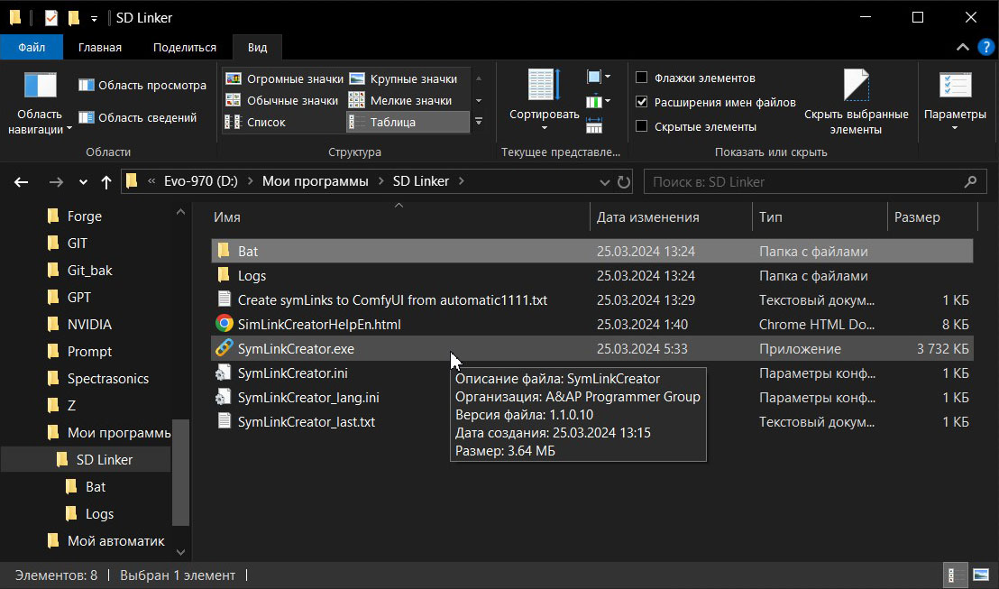 SD Linker
Файл
Главная
Поделиться
Вид
?
Область
навигации
Область просмотра
Область сведений
Области
Огромные значки
Крупные значки
Обычные значки
Мелкие значки
Список
Таблица
Структура
Сортировать
Текущее представле...
Флажки элементов
Расширения имен файлов
Скрытые элементы
Скрыть выбранные
элементы
Показать или скрыть
Параметры
« Evo-970 (D:) > Мои программы > SD Linker >
Поиск в: SD Linker
Forge
GIT
Git_bak
GPT
NVIDIA
Prompt
Spectrasonics
Z
Мои программы
SD Linker
Bat
Logs
Мой автоматик
Имя Дата изменения Тип Размер
Bat 25.03.2024 13:24 Папка с файлами
Logs 25.03.2024 13:24 Папка с файлами
Create symLinks to ComfyUI from automatic1111.txt 25.03.2024 13:29 Текстовый докум... 1 КБ
SimLinkCreatorHelpEn.html 25.03.2024 1:40 Chrome HTML Do... 8 КБ
SymLinkCreator.exe 25.03.2024 5:33 Приложение 3 732 КБ
SymLinkCreator.ini Параметры конф... 1 КБ
SymLinkCreator_lang.ini Параметры конф... 1 КБ
SymLinkCreator_last.txt Текстовый докум... 1 КБ
Описание файла: SymLinkCreator
Организация: A&AP Programmer Group
Версия файла: 1.1.0.10
Дата создания: 25.03.2024 13:15
Размер: 3.64 МБ
Элементов: 8
Выбран 1 элемент